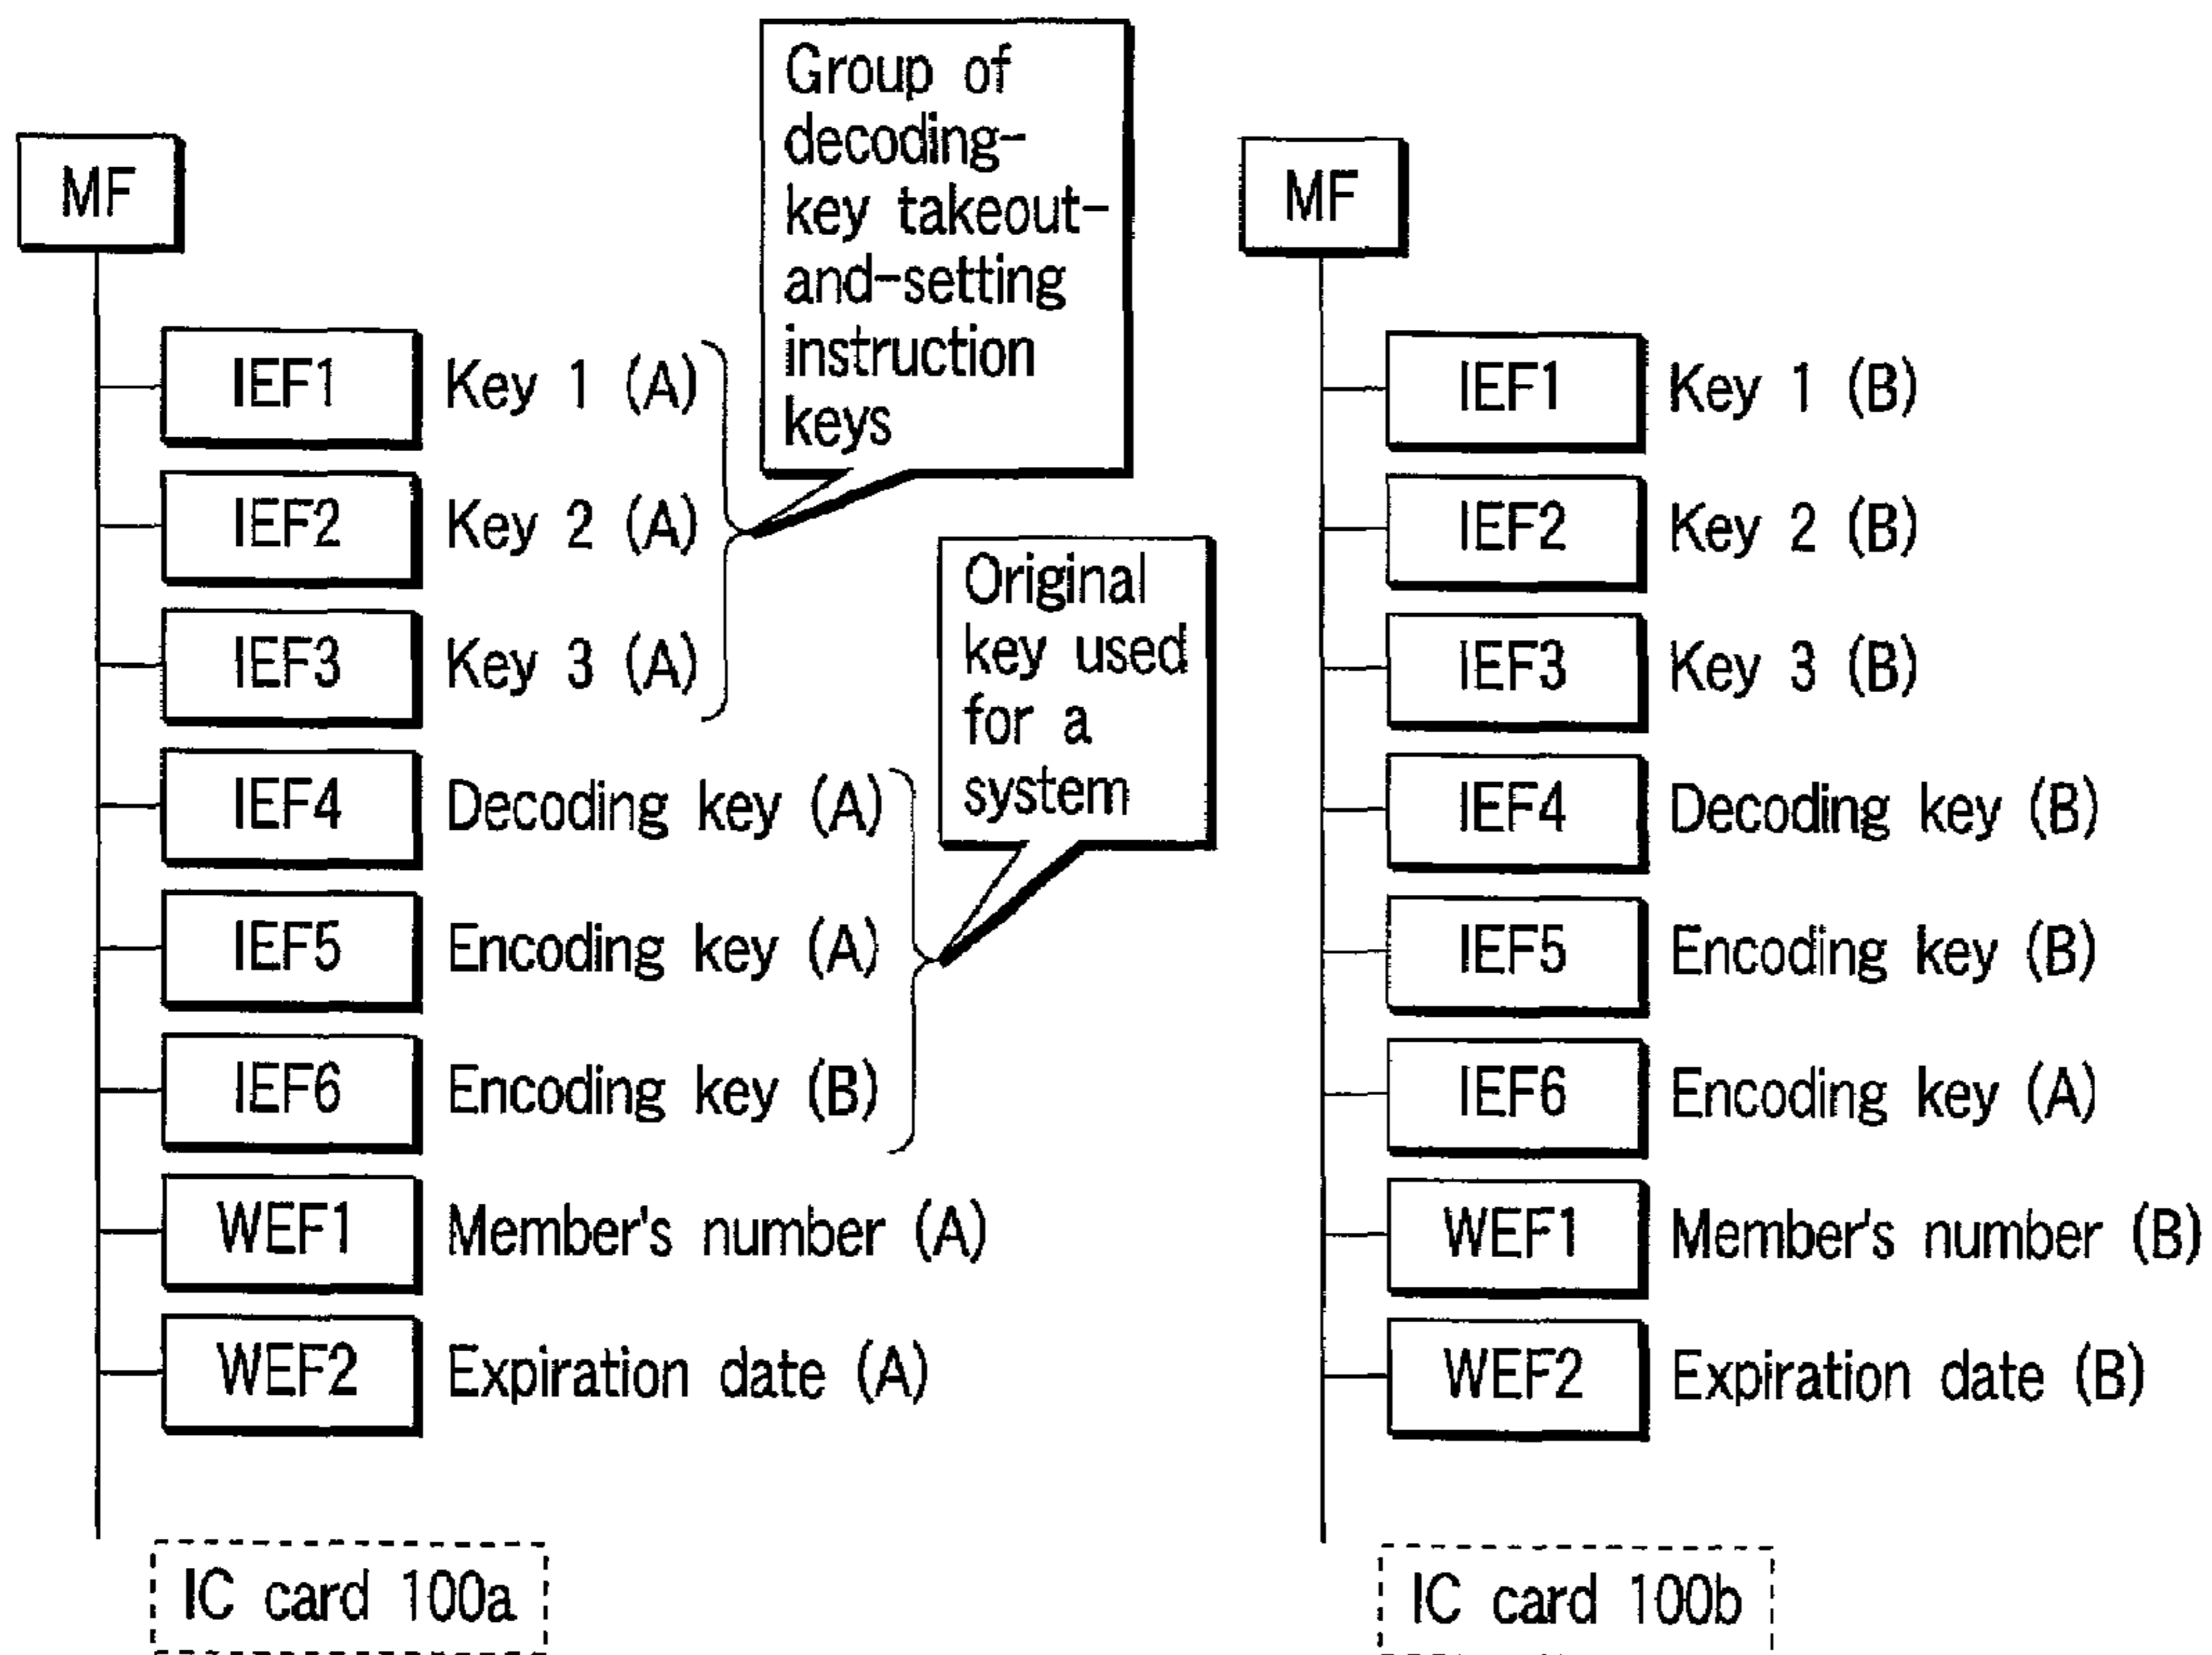 Group of
decoding-
key takeout-
and-setting
instruction
keys
MF
IEF1 Key 1 (A)
IEF2 Key 2 (A)
IEF3 Key 3 (A)
Original
key used
for a
system
IEF4 Decoding key (A)
IEF5 Encoding key (A)
IEF6 Encoding key (B)
WEF1 Member's number (A)
WEF2 Expiration date (A)
IC card 100a
MF
IEF1 Key 1 (B)
IEF2 Key 2 (B)
IEF3 Key 3 (B)
IEF4 Decoding key (B)
IEF5 Encoding key (B)
IEF6 Encoding key (A)
WEF1 Member's number (B)
WEF2 Expiration date (B)
IC card 100b